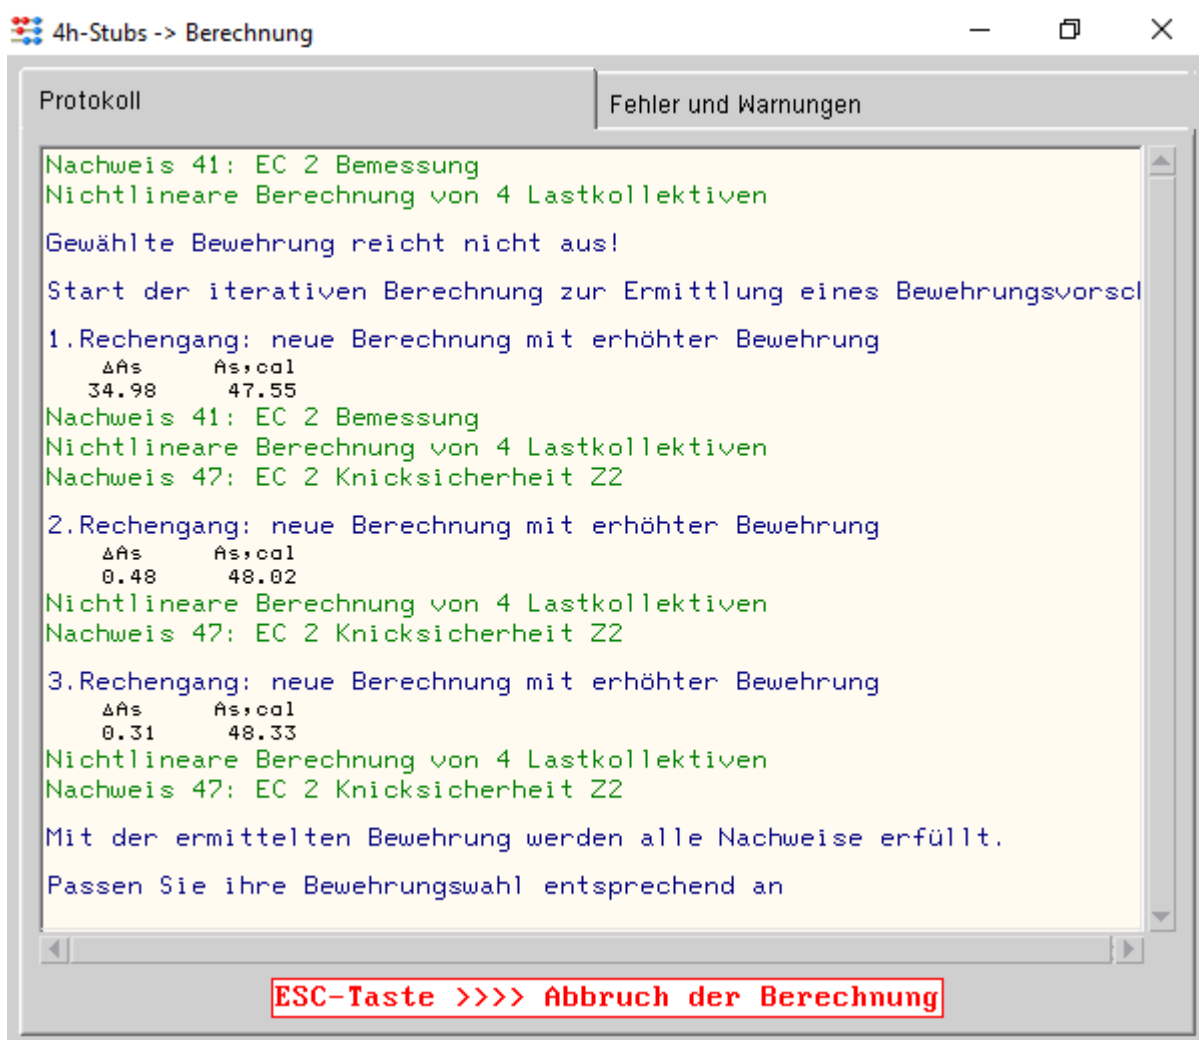 4h-Stubs -> Berechnung
Protokoll
Fehler und Warnungen
Nachweis 41: EC 2 Bemessung
Nichtlineare Berechnung von 4 Lastkollektiven
Gewählte Bewehrung reicht nicht aus!
Start der iterativen Berechnung zur Ermittlung eines Bewehrungsvorscl
1.Rechengang: neue Berechnung mit erhöhter Bewehrung
ΔAs As,cal
34.98 47.55
Nachweis 41: EC 2 Bemessung
Nichtlineare Berechnung von 4 Lastkollektiven
Nachweis 47: EC 2 Knicksicherheit Z2
2.Rechengang: neue Berechnung mit erhöhter Bewehrung
ΔAs As,cal
0.48 48.02
Nichtlineare Berechnung von 4 Lastkollektiven
Nachweis 47: EC 2 Knicksicherheit Z2
3.Rechengang: neue Berechnung mit erhöhter Bewehrung
ΔAs As,cal
0.31 48.33
Nichtlineare Berechnung von 4 Lastkollektiven
Nachweis 47: EC 2 Knicksicherheit Z2
Mit der ermittelten Bewehrung werden alle Nachweise erfüllt.
Passen Sie ihre Bewehrungswahl entsprechend an
ESC-Taste >>>> Abbruch der Berechnung